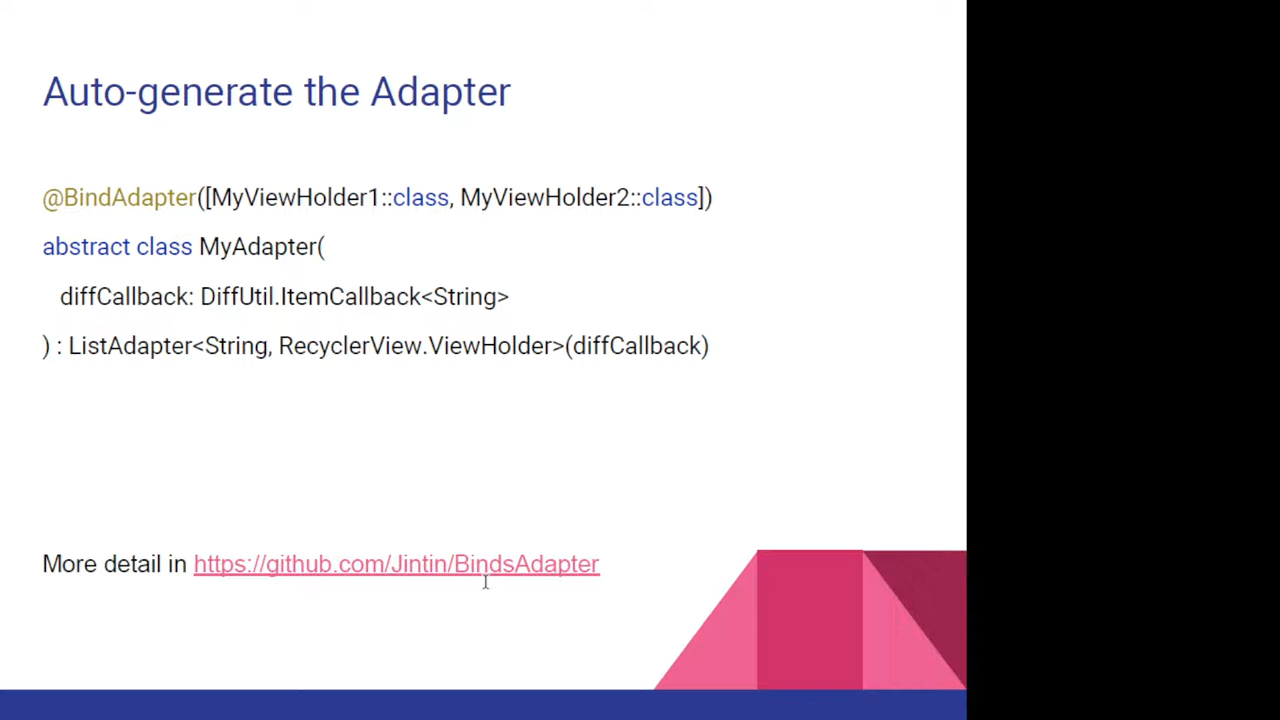 Auto-generate the Adapter
@BindAdapter([MyViewHolder1::class, MyViewHolder2::class])
abstract class MyAdapter(
diffCallback: DiffUtil.ItemCallback<String>
) : ListAdapter<String, RecyclerView.ViewHolder>(diffCallback)
More detail in https://github.com/Jintin/BindsAdapter